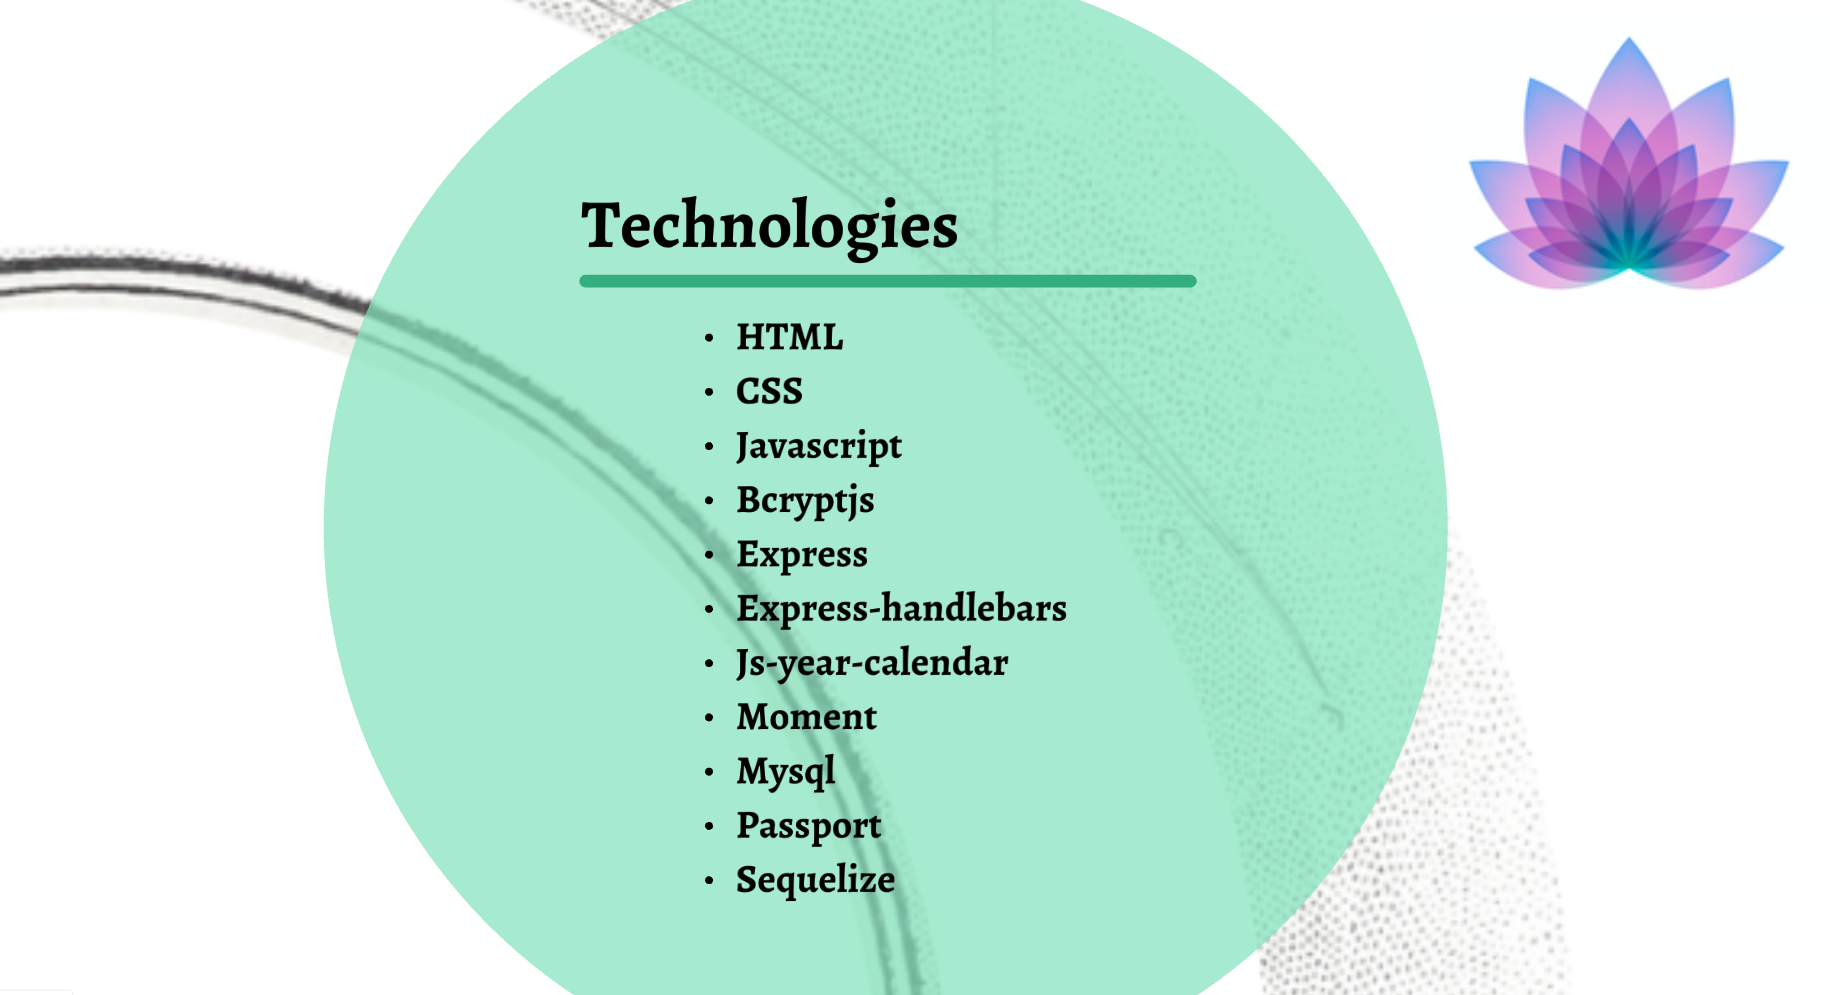 Technologies
• HTML
• CSS
• Javascript
• Bcryptjs
• Express
• Express-handlebars
• Js-year-calendar
• Moment
• Mysql
• Passport
• Sequelize